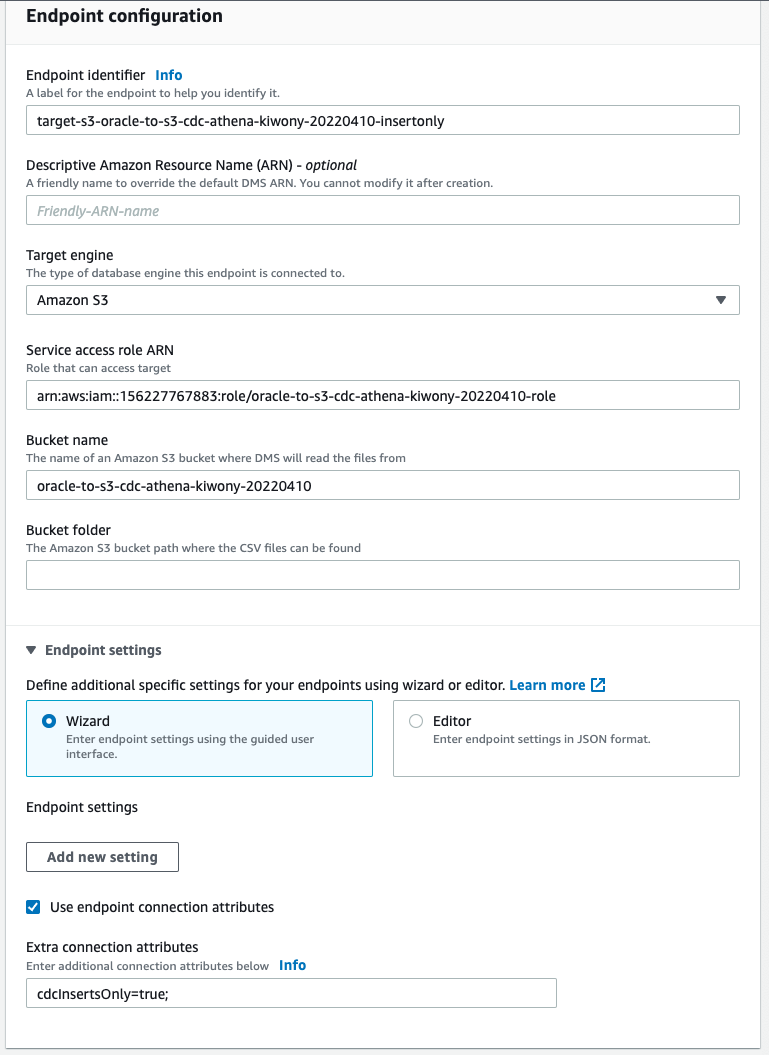 Endpoint configuration
Endpoint identifier Info
A label for the endpoint to help you identify it.
target-s3-oracle-to-s3-cdc-athena-kiwony-20220410-insertonly
Descriptive Amazon Resource Name (ARN) - optional
A friendly name to override the default DMS ARN. You cannot modify it after creation.
Friendly-ARN-name
Target engine
The type of database engine this endpoint is connected to.
Amazon S3
Service access role ARN
Role that can access target
arn:aws:iam::156227767883:role/oracle-to-s3-cdc-athena-kiwony-20220410-role
Bucket name
The name of an Amazon S3 bucket where DMS will read the files from
oracle-to-s3-cdc-athena-kiwony-20220410
Bucket folder
The Amazon S3 bucket path where the CSV files can be found
Endpoint settings
Define additional specific settings for your endpoints using wizard or editor. Learn more
Wizard
Enter endpoint settings using the guided user
interface.
Editor
Enter endpoint settings in JSON format.
Endpoint settings
Add new setting
Use endpoint connection attributes
Extra connection attributes
Enter additional connection attributes below Info
cdcInsertsOnly=true;